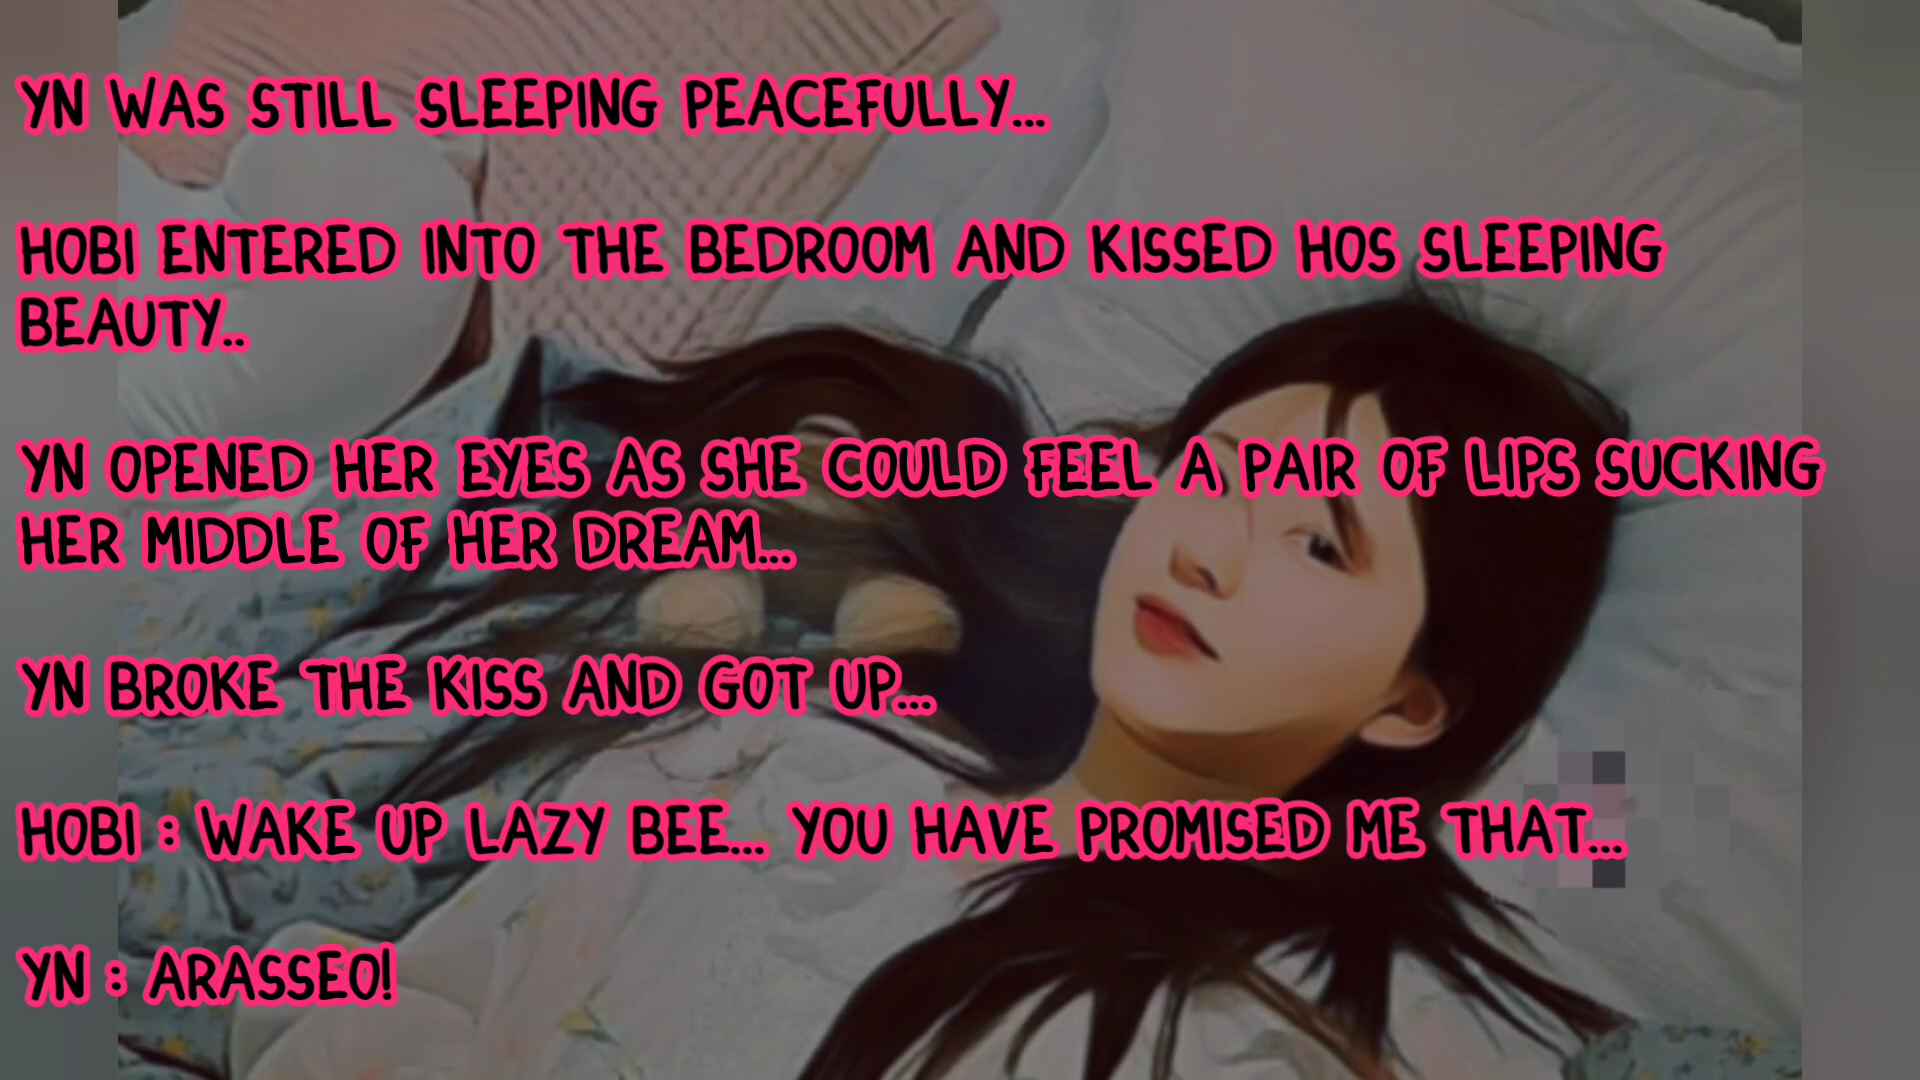 YN WAS STILL SLEEPING PEACEFULLY...
HOBI ENTERED INTO THE BEDROOM AND KISSED HOS SLEEPING
BEAUTY..
YN OPENED HER EYES AS SHE COULD FEEL A PAIR OF LIPS SUCKING
HER MIDDLE OF HER DREAM...
YN BROKE THE KISS AND GOT UP...
HOBI : WAKE UP LAZY BEE... YOU HAVE PROMISED ME THAT...
YN : ARASSEO!